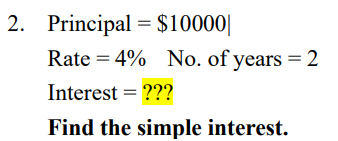 2. Principal = $10000|
Rate = 4% No. of years = 2
Interest = ???
Find the simple interest.